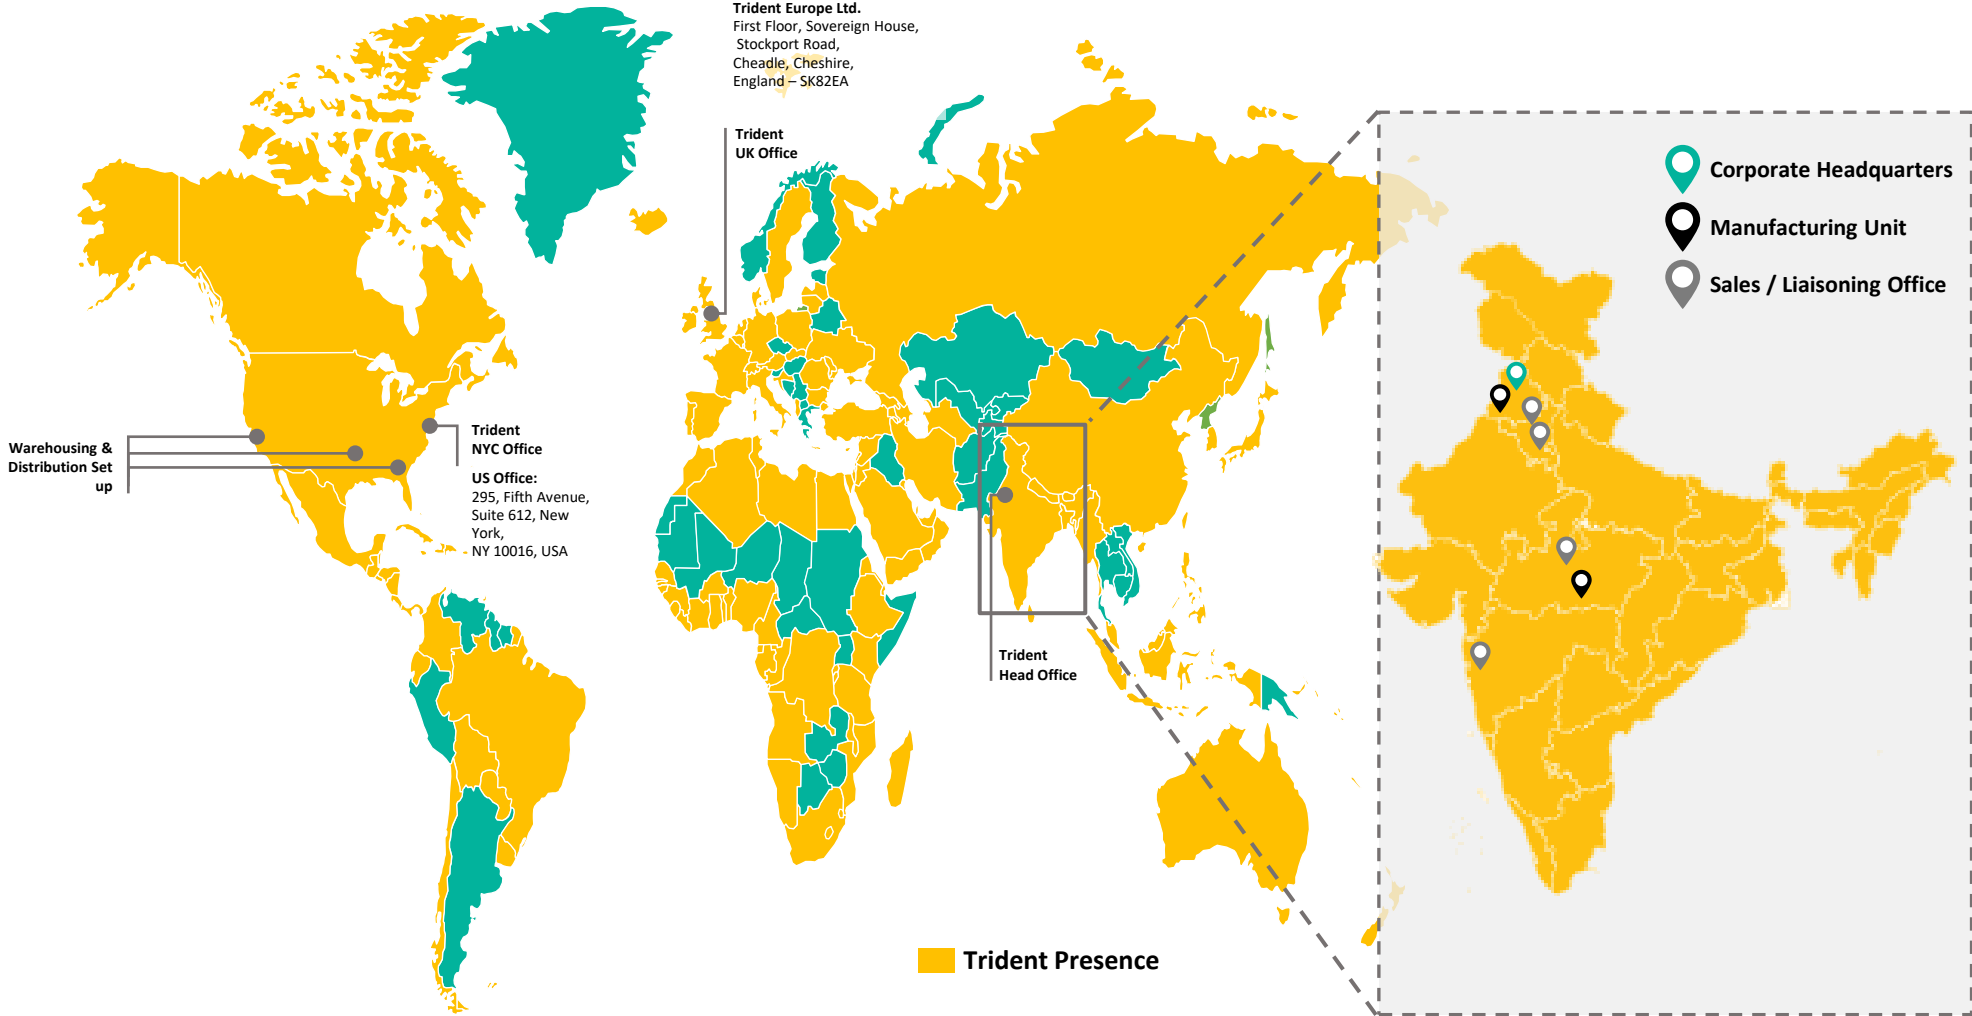 Trident Europe Ltd.
First Floor, Sovereign House,
Stockport Road,
Cheadle, Cheshire,
England – SK82EA
Trident
UK Office
Warehousing &
Distribution Set
up
Trident
NYC Office
US Office:
295, Fifth Avenue,
Suite 612, New
York,
NY 10016, USA
Trident
Head Office
Trident Presence
Corporate Headquarters
Manufacturing Unit
Sales / Liaisoning Office